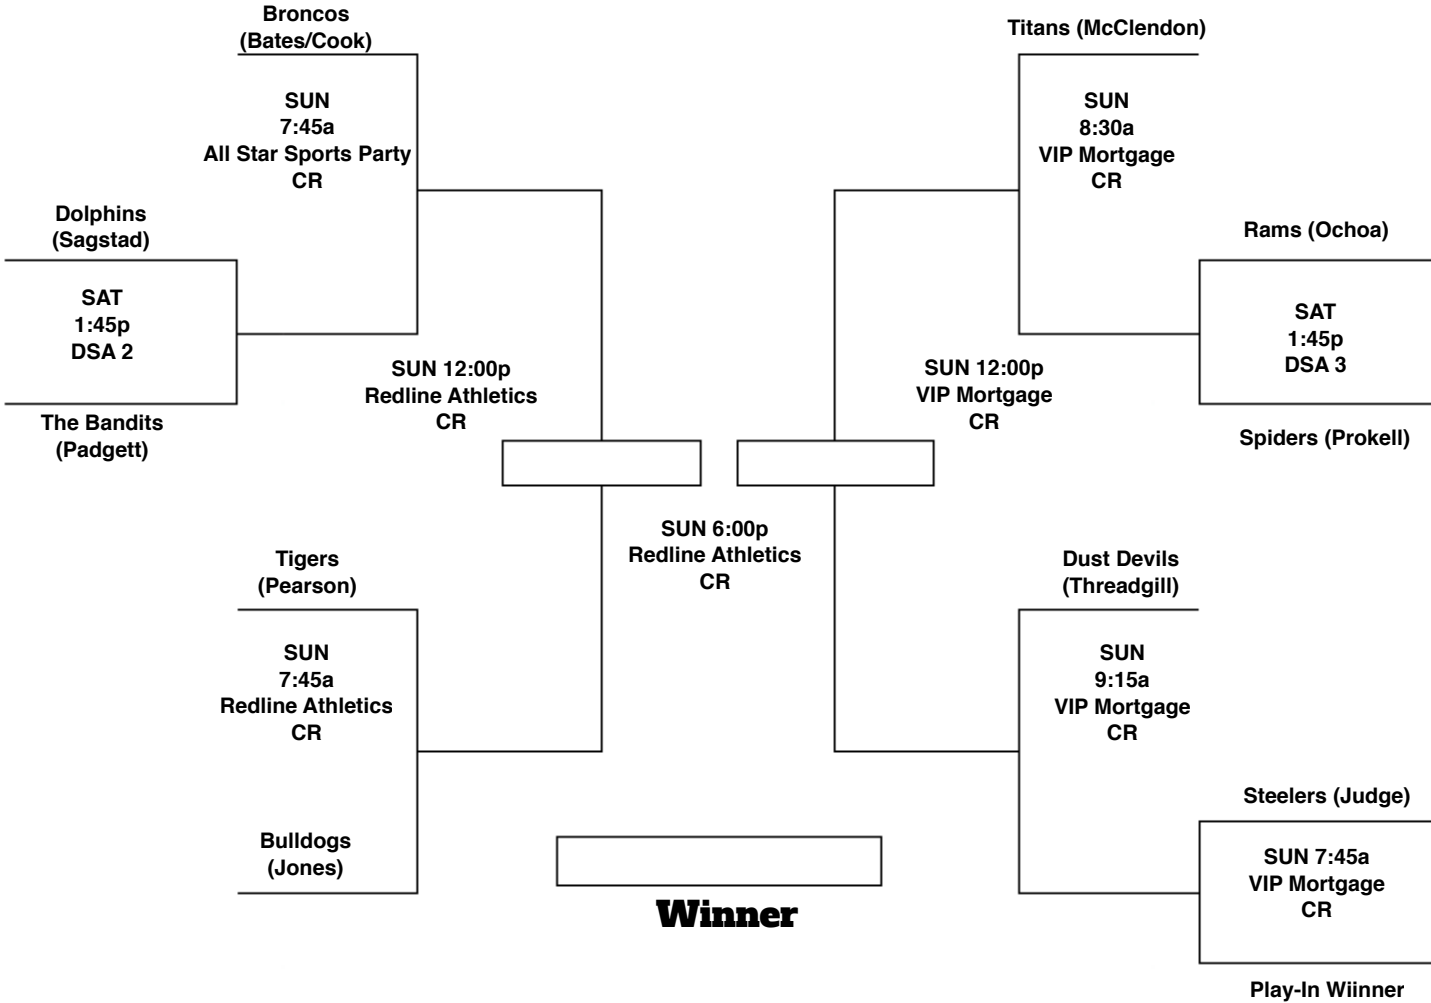 Broncos
(Bates/Cook)
SUN
7:45a
All Star Sports Party
CR
Dolphins
(Sagstad)
SAT
1:45p
DSA 2
The Bandits
(Padgett)
SUN 12:00p
Redline Athletics
CR
Tigers
(Pearson)
SUN
7:45a
Redline Athletics
CR
Bulldogs
(Jones)
SUN 6:00p
Redline Athletics
CR
Winner
Titans (McClendon)
SUN
8:30a
VIP Mortgage
CR
Rams (Ochoa)
SAT
1:45p
DSA 3
Spiders (Prokell)
SUN 12:00p
VIP Mortgage
CR
Dust Devils
(Threadgill)
SUN
9:15a
VIP Mortgage
CR
Steelers (Judge)
SUN 7:45a
VIP Mortgage
CR
Play-In Wiinner